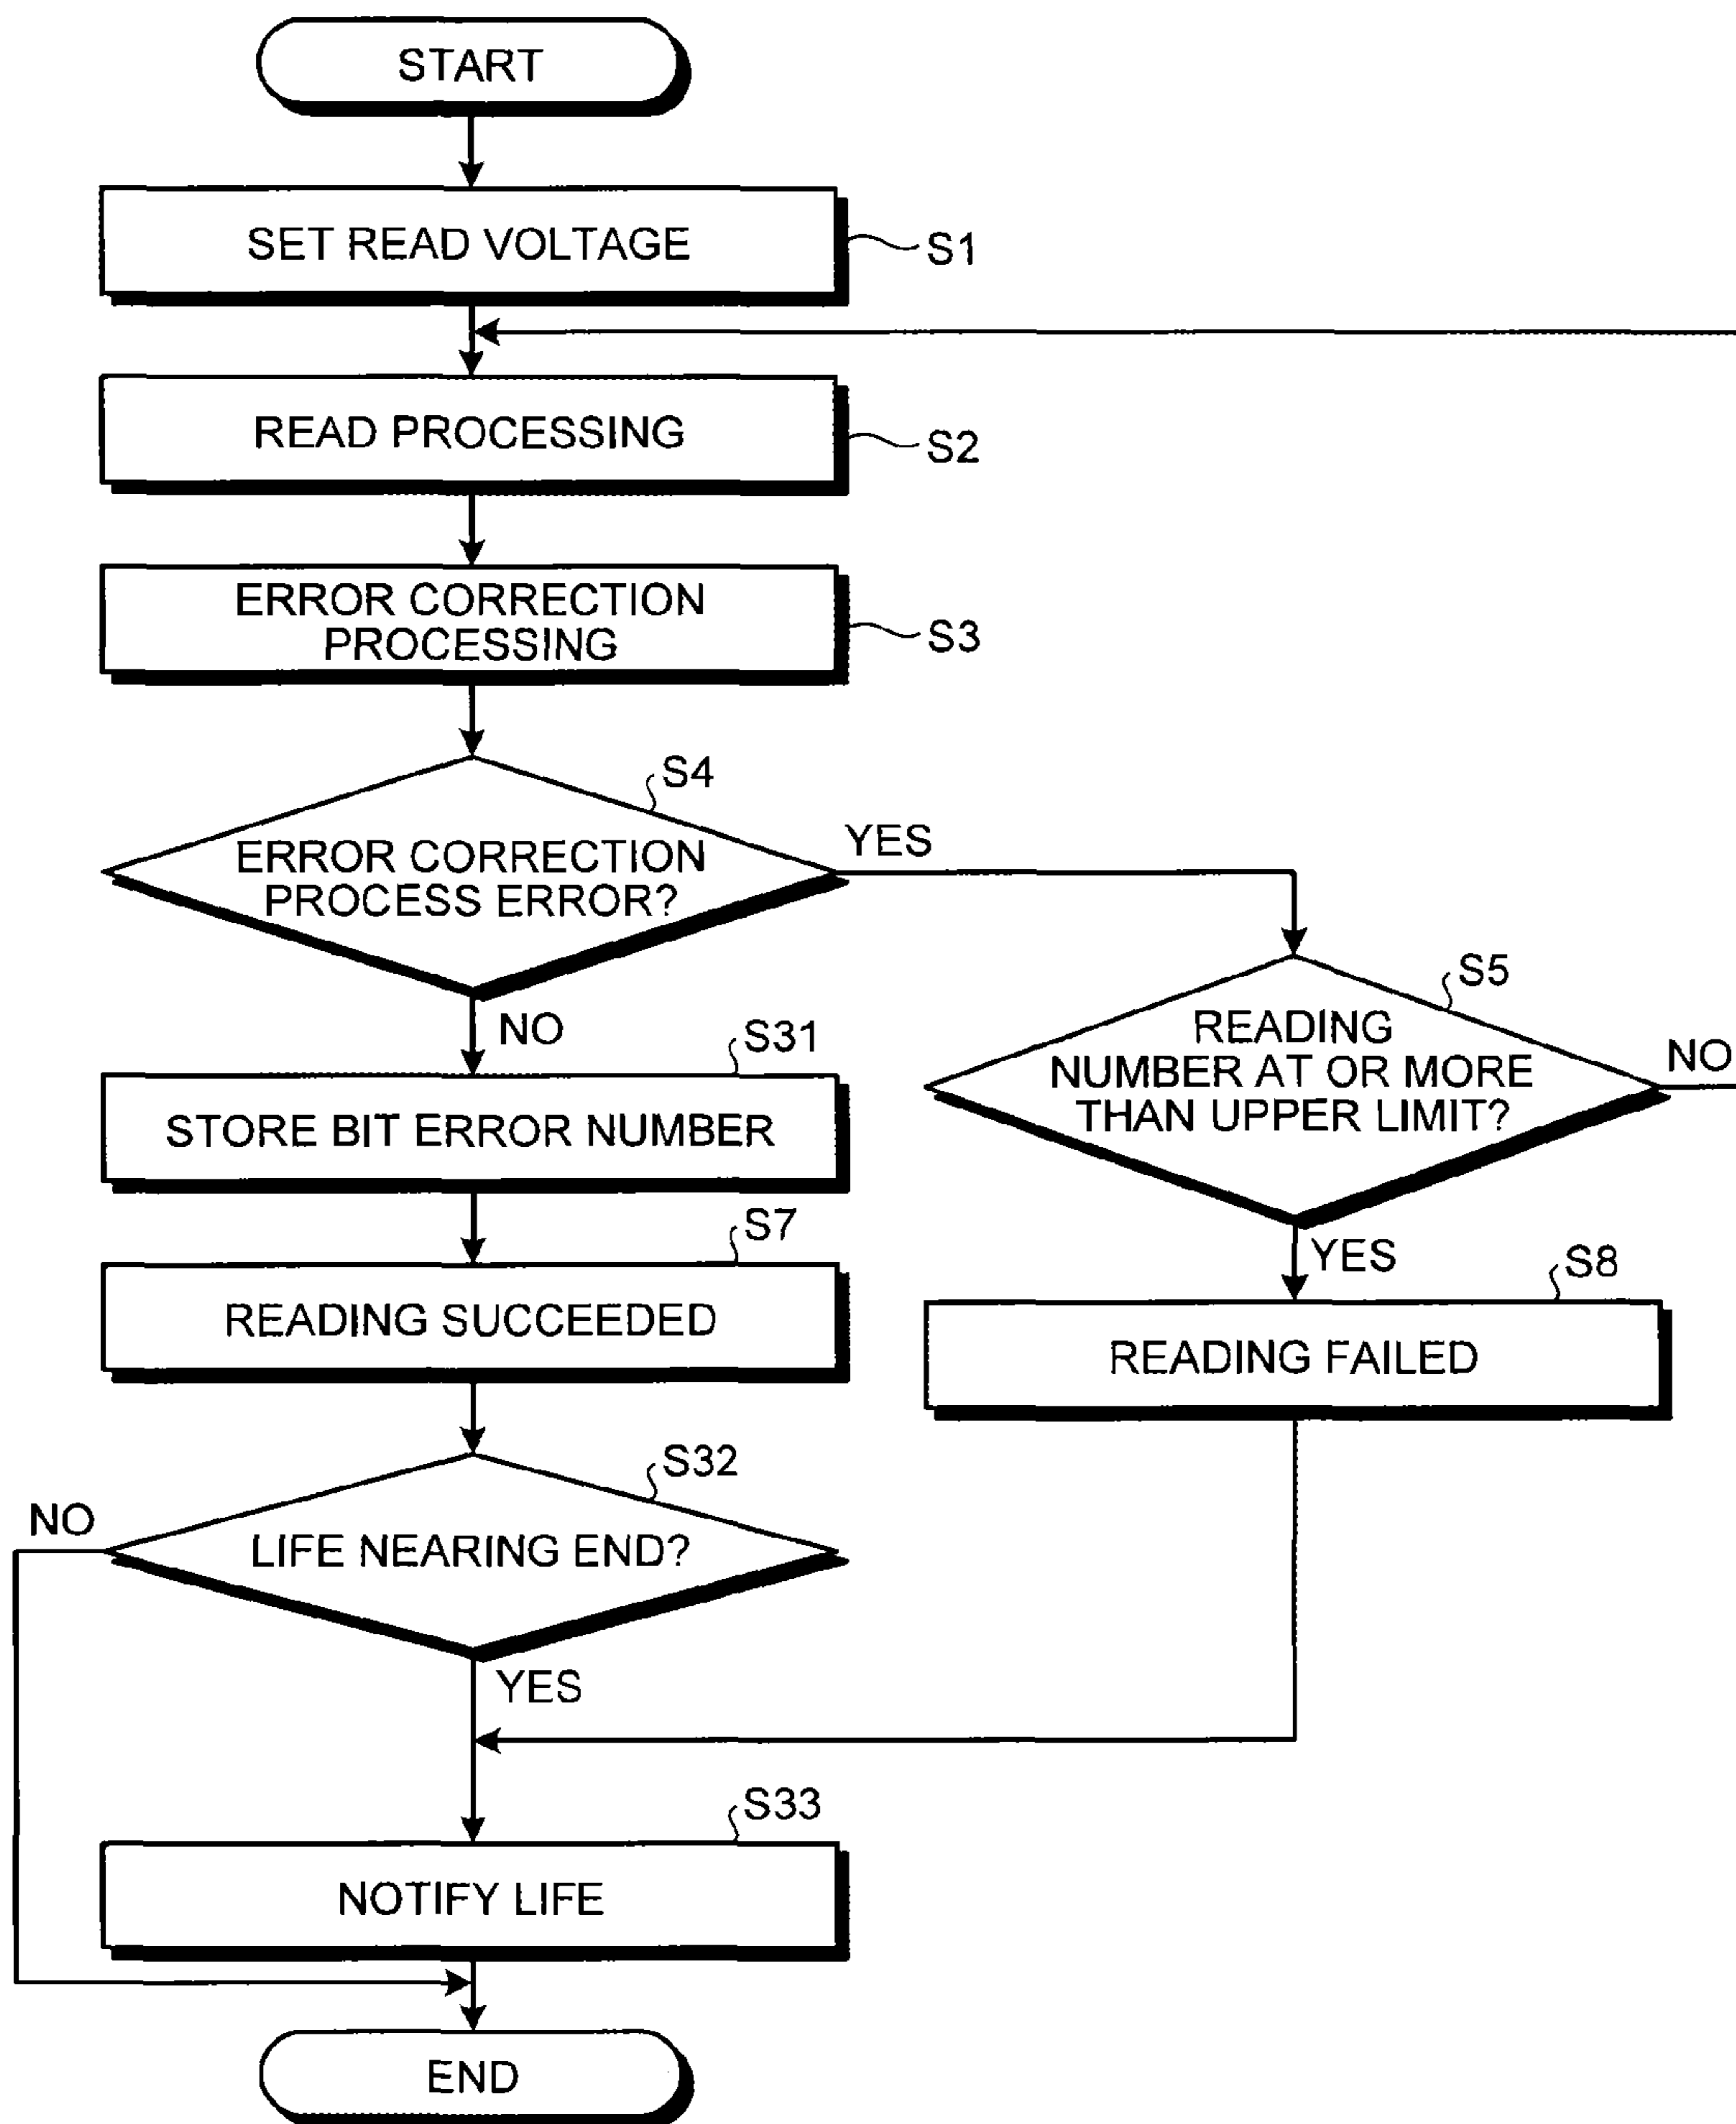 START
SET READ VOLTAGE
S1
READ PROCESSING
S2
ERROR CORRECTION
PROCESSING
S3
S4
ERROR CORRECTION
PROCESS ERROR?
YES
NO
S5
READING
NUMBER AT OR MORE
THAN UPPER LIMIT?
NO
YES
S31
STORE BIT ERROR NUMBER
S7
READING SUCCEEDED
S8
READING FAILED
S32
LIFE NEARING END?
NO
YES
S33
NOTIFY LIFE
END